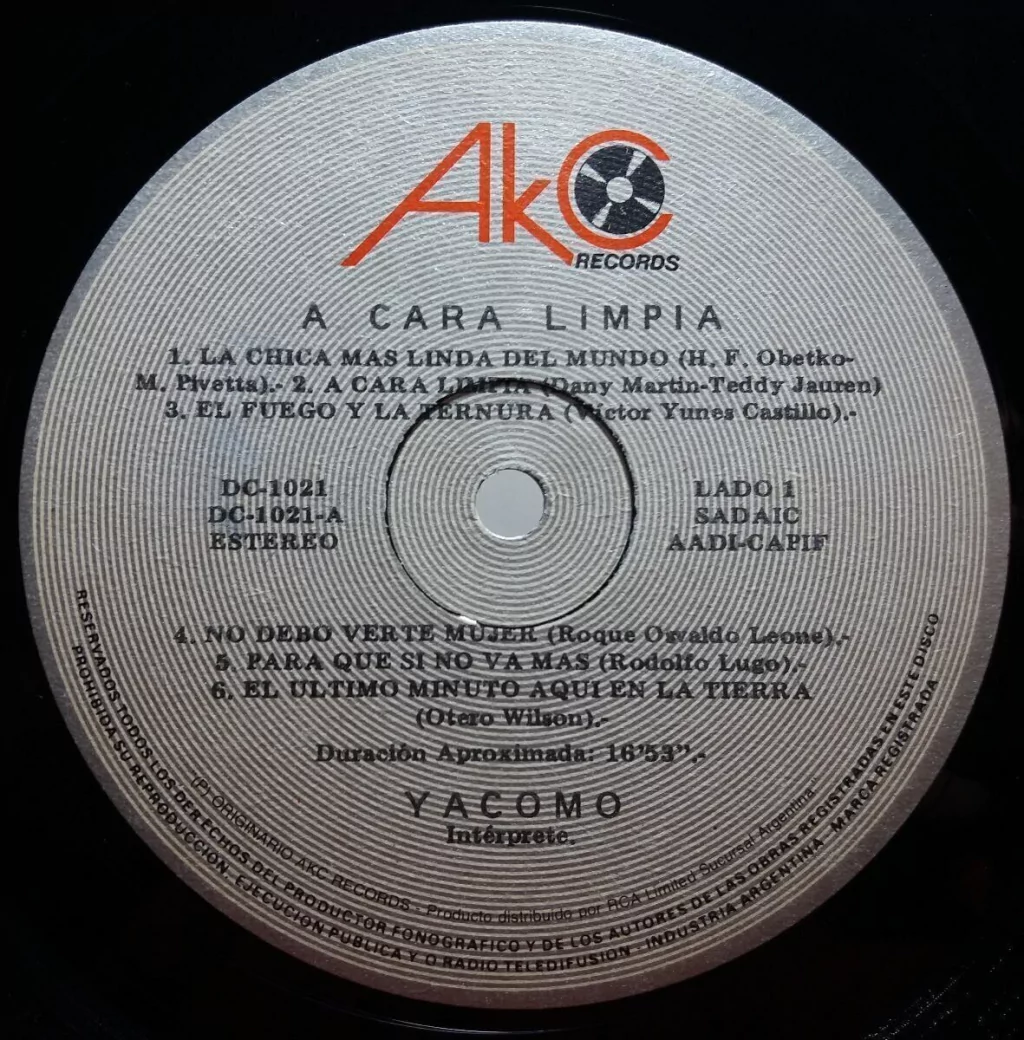 AkC
RECORDS
A CARA LIMPIA
1. LA CHICA MAS LINDA DEL MUNDO (H. F. Obetko-
M. Pivetta).- 2. A CARA LIMPIA (Dany Martin-Teddy Jauren)
3. EL FUEGO Y LA TERNURA (Víctor Yunes Castillo).-
DC-1021
DC-1021-A
ESTEREO
LADO 1
SADAIC
AADI-CAPIF
4. NO DEBO VERTE MUJER (Roque Osvaldo Leone).-
5. PARA QUE SI NO VA MAS (Rodolfo Lugo).-
6. EL ULTIMO MINUTO AQUI EN LA TIERRA
(Otero Wilson).-
Duración Aproximada: 16'53".-
YACOMO
Intérprete.
"(P) ORIGINARIO AKC RECORDS - Producto distribuido por RCA Limited Sucursal Argentina"
RESERVADOS TODOS LOS DERECHOS DEL PRODUCTOR FONOGRAFICO Y DE LOS AUTORES DE LAS OBRAS REGISTRADAS EN ESTE DISCO
PROHIBIDA SU REPRODUCCION, EJECUCION PUBLICA Y O RADIO TELEDIFUSION - INDUSTRIA ARGENTINA MARCA REGISTRADA